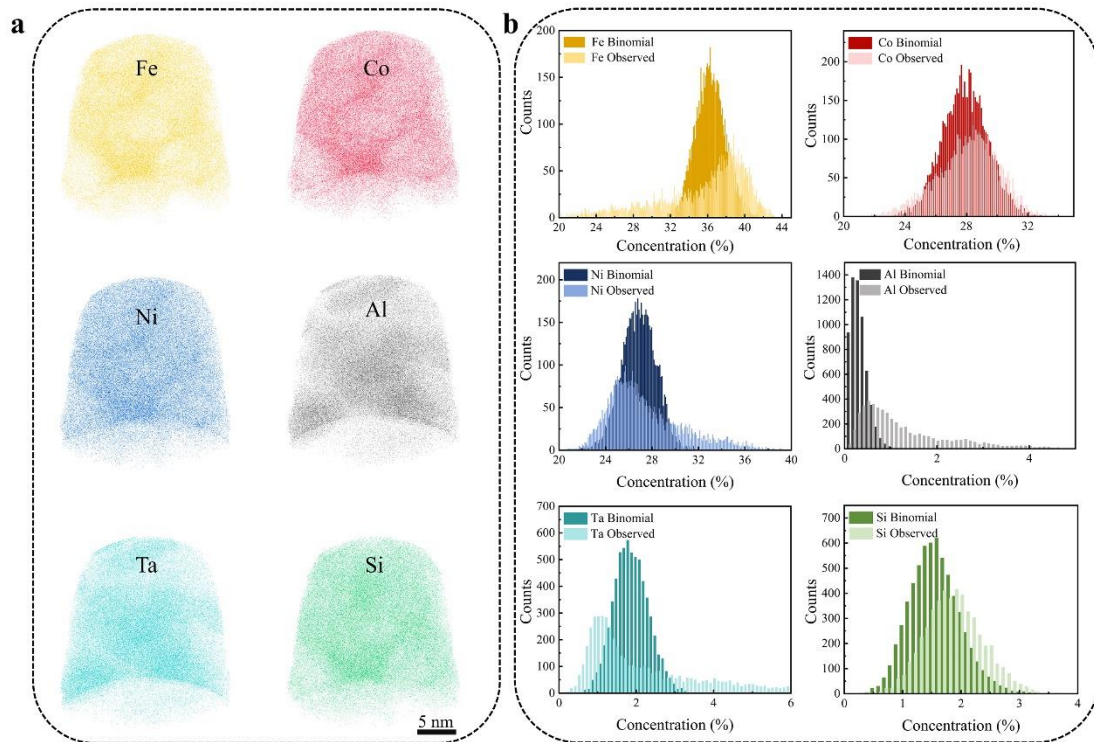 a
Fe
Co
Ni
Al
Ta
Si
5 nm
b
Fe Binomial
Fe Observed
Counts
200
150
100
50
0
20 24 28 32 36 40 44
Concentration (%)
Co Binomial
Co Observed
Counts
200
150
100
50
0
20 24 28 32
Concentration (%)
Ni Binomial
Ni Observed
Counts
200
150
100
50
0
20 24 28 32 36 40
Concentration (%)
Al Binomial
Al Observed
Counts
1400
1200
1000
800
600
400
200
0
0 2 4
Concentration (%)
Ta Binomial
Ta Observed
Counts
700
600
500
400
300
200
100
0
2 4 6
Concentration (%)
Si Binomial
Si Observed
Counts
700
600
500
400
300
200
100
0
0 1 2 3 4
Concentration (%)